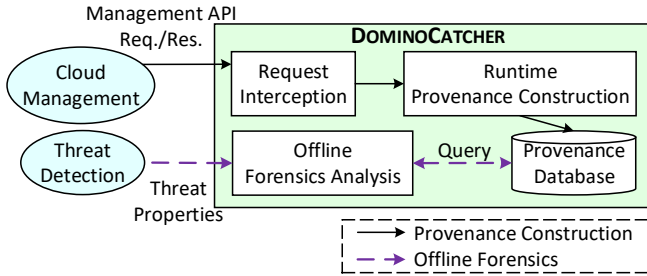 Management API
Req./Res.
DOMINOCATCHER
Cloud
Management
Request
Interception
Runtime
Provenance Construction
Threat
Detection
Threat
Properties
Offline
Forensics Analysis
Query
Provenance
Database
Provenance Construction
Offline Forensics